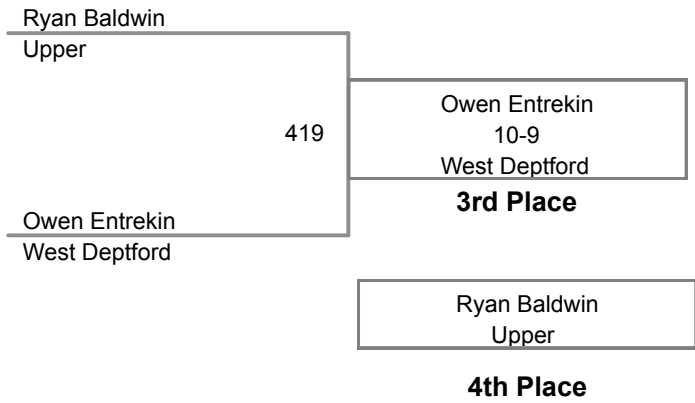 Ryan Baldwin
Upper
419
Owen Entrekin
10-9
West Deptford
3rd Place
Owen Entrekin
West Deptford
Ryan Baldwin
Upper
4th Place